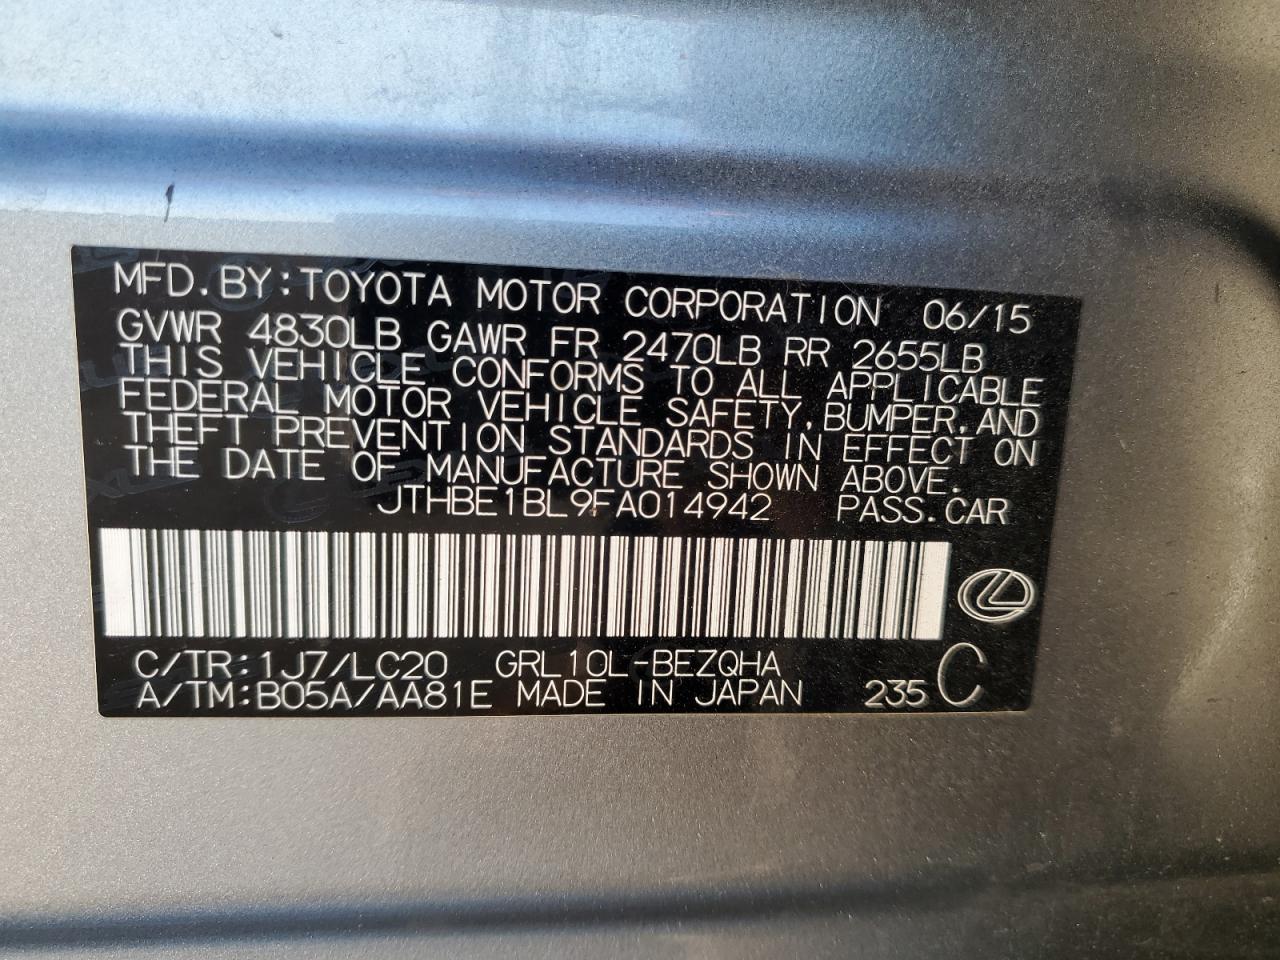 MFD. BY: TOYOTA MOTOR CORPORATION 06/15
GVWR 4830LB GAWR FR 2470LB RR 2655LB
THIS VEHICLE CONFORMS TO ALL APPLICABLE
FEDERAL MOTOR VEHICLE SAFETY, BUMPER, AND
THEFT PREVENTION STANDARDS IN EFFECT ON
THE DATE OF MANUFACTURE SHOWN ABOVE.
JTHBE1BL9FA014942 PASS. CAR
C/TR: 1J7/LC20 GRL10L-BEZQHA
A/TM: B05A/AA81E MADE IN JAPAN 235 C